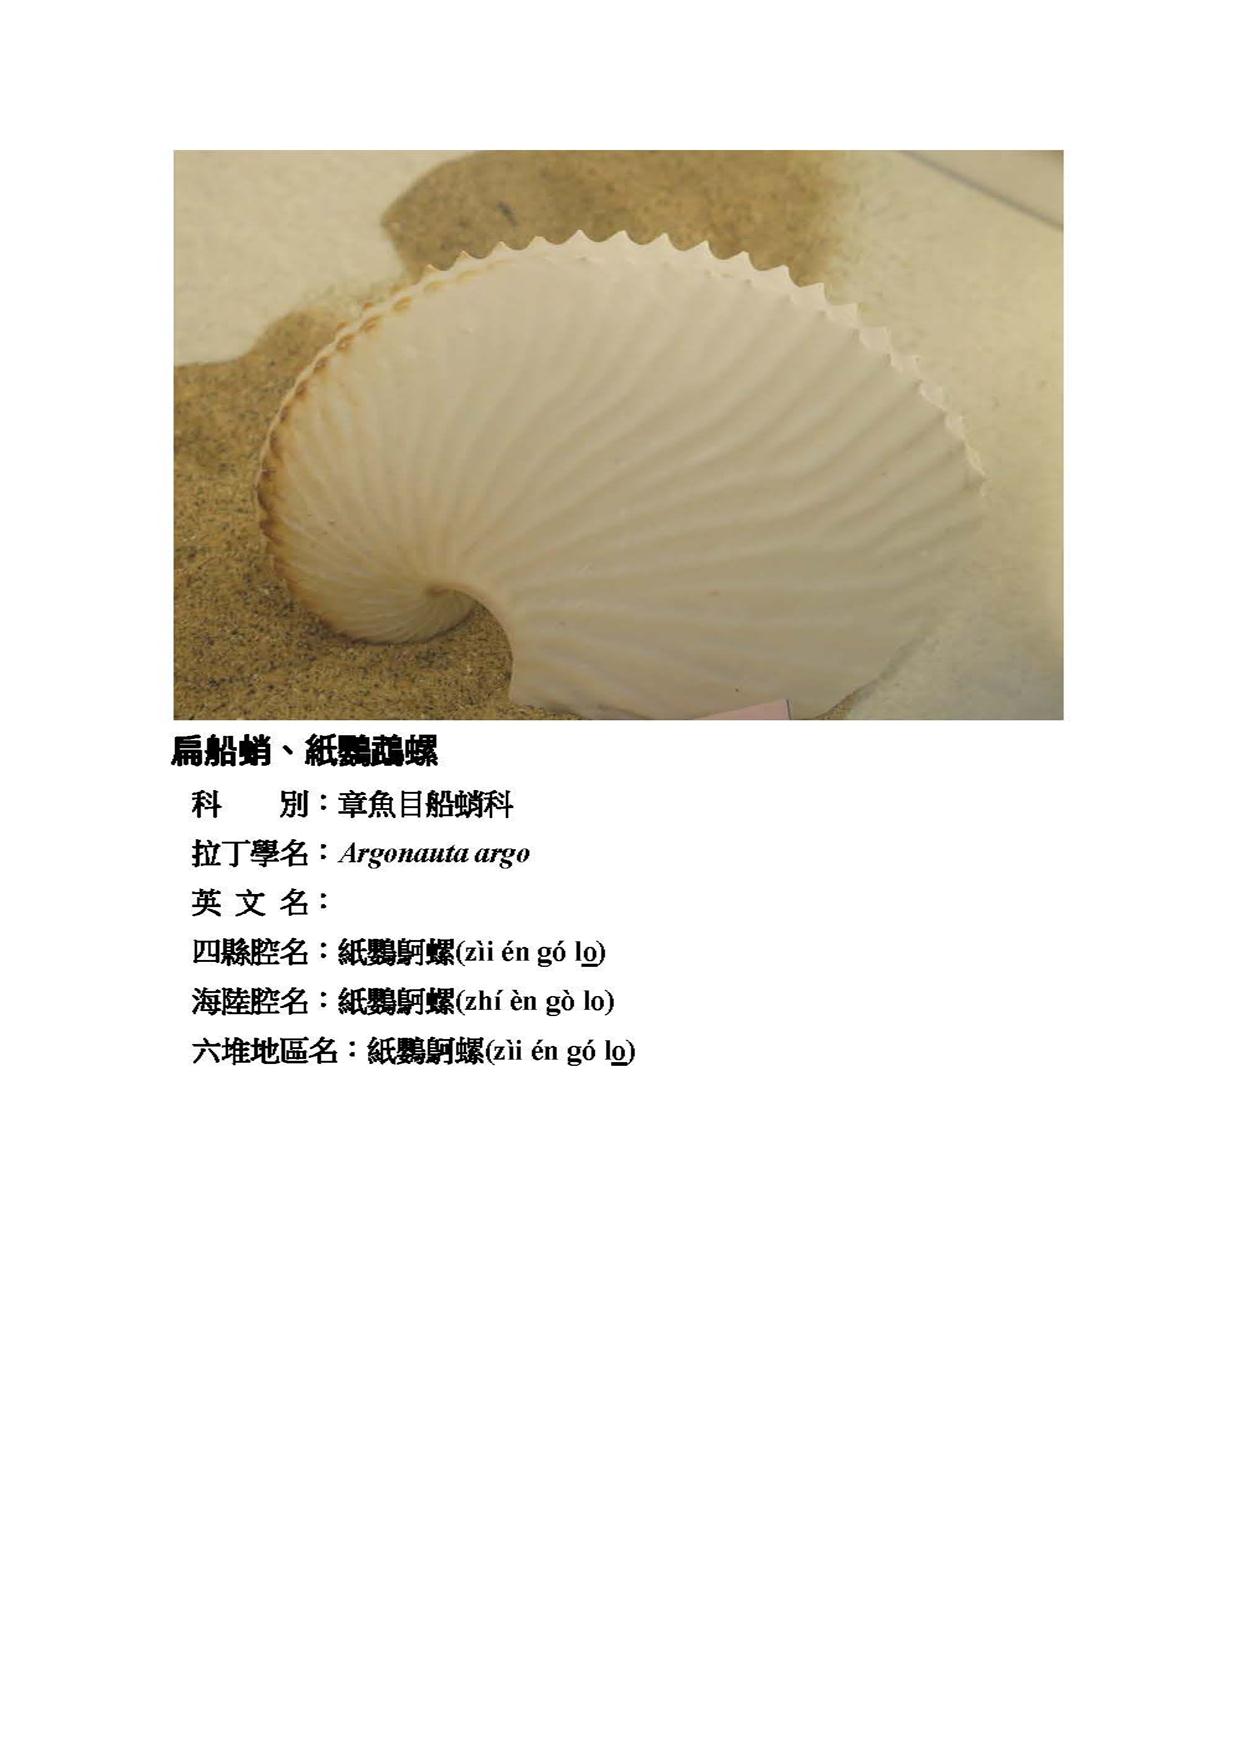 扁船蛸、紙鸚鵡螺
科　　別：章魚目船蛸科
拉丁學名：Argonauta argo
英 文 名：
四縣腔名：紙鸚䳗螺(zìi én gó lo)
海陸腔名：紙鸚䳗螺(zhí èn gò lo)
六堆地區名：紙鸚䳗螺(zìi én gó lo)